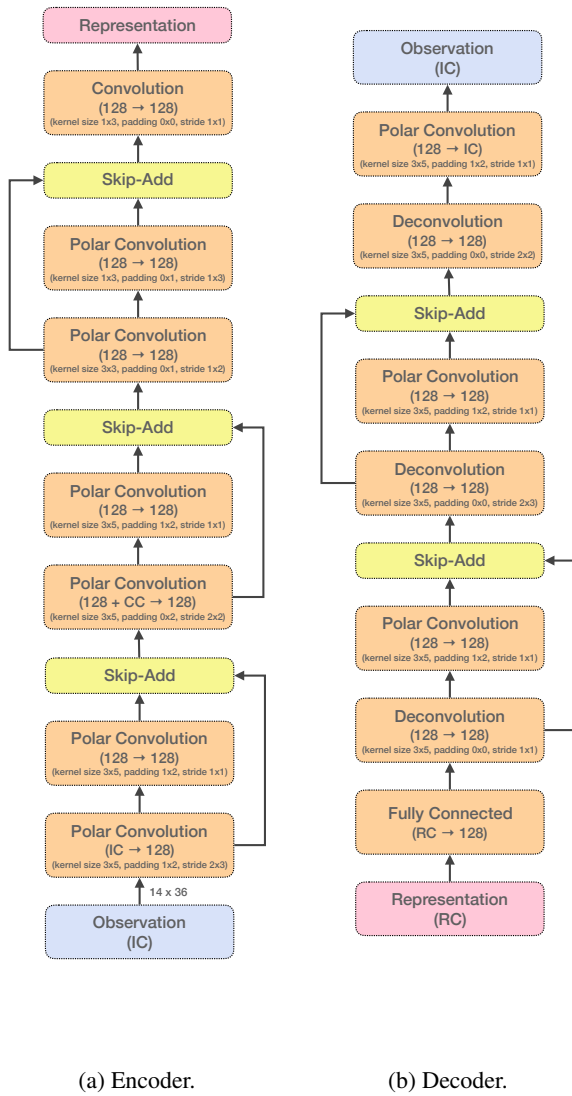 Representation
Convolution
(128 → 128)
(kernel size 1x3, padding 0x0, stride 1x1)
Skip-Add
Polar Convolution
(128 → 128)
(kernel size 1x3, padding 0x1, stride 1x3)
Polar Convolution
(128 → 128)
(kernel size 3x3, padding 0x1, stride 1x2)
Skip-Add
Polar Convolution
(128 → 128)
(kernel size 3x5, padding 1x2, stride 1x1)
Polar Convolution
(128 + CC → 128)
(kernel size 3x5, padding 0x2, stride 2x2)
Skip-Add
Polar Convolution
(128 → 128)
(kernel size 3x5, padding 1x2, stride 1x1)
Polar Convolution
(IC → 128)
(kernel size 3x5, padding 1x2, stride 2x3)
14 x 36
Observation
(IC)
(a) Encoder.
Observation
(IC)
Polar Convolution
(128 → IC)
(kernel size 3x5, padding 1x2, stride 1x1)
Deconvolution
(128 → 128)
(kernel size 3x5, padding 0x0, stride 2x2)
Skip-Add
Polar Convolution
(128 → 128)
(kernel size 3x5, padding 1x2, stride 1x1)
Deconvolution
(128 → 128)
(kernel size 3x5, padding 0x0, stride 2x3)
Skip-Add
Polar Convolution
(128 → 128)
(kernel size 3x5, padding 1x2, stride 1x1)
Deconvolution
(128 → 128)
(kernel size 3x5, padding 0x0, stride 1x1)
Fully Connected
(RC → 128)
Representation
(RC)
(b) Decoder.